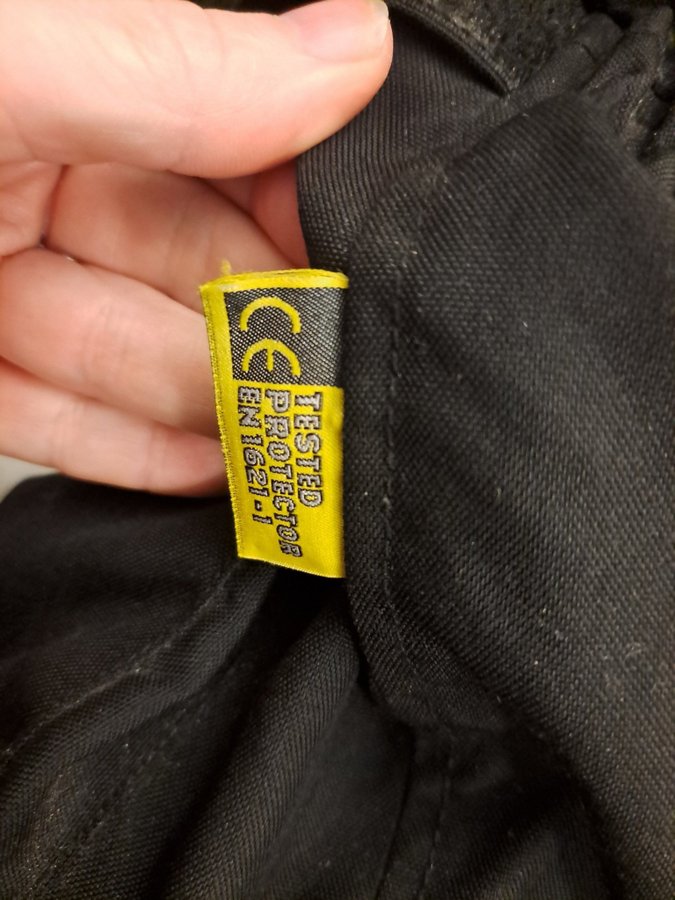 CE
TESTED
PROTECTOR
EN 1621-1